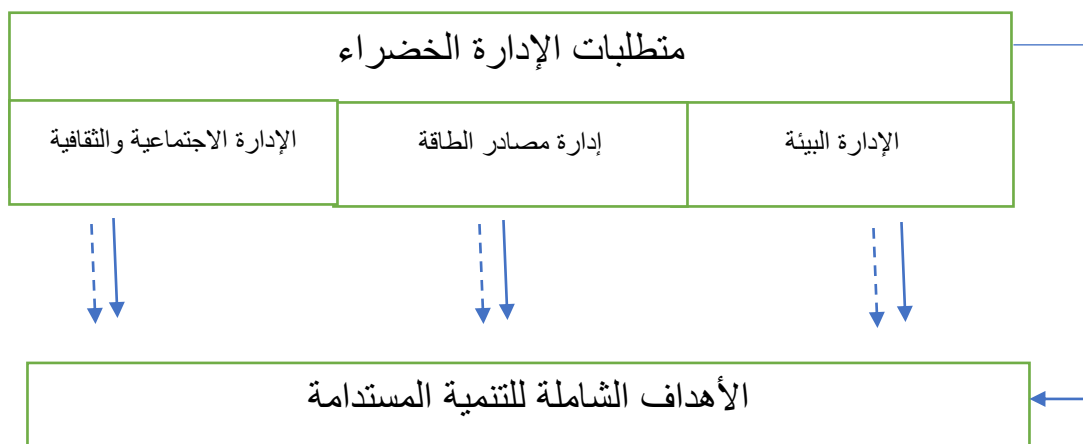 متطلبات الإدارة الخضراء
الإدارة البيئة
إدارة مصادر الطاقة
الإدارة الاجتماعية والثقافية
الأهداف الشاملة للتنمية المستدامة